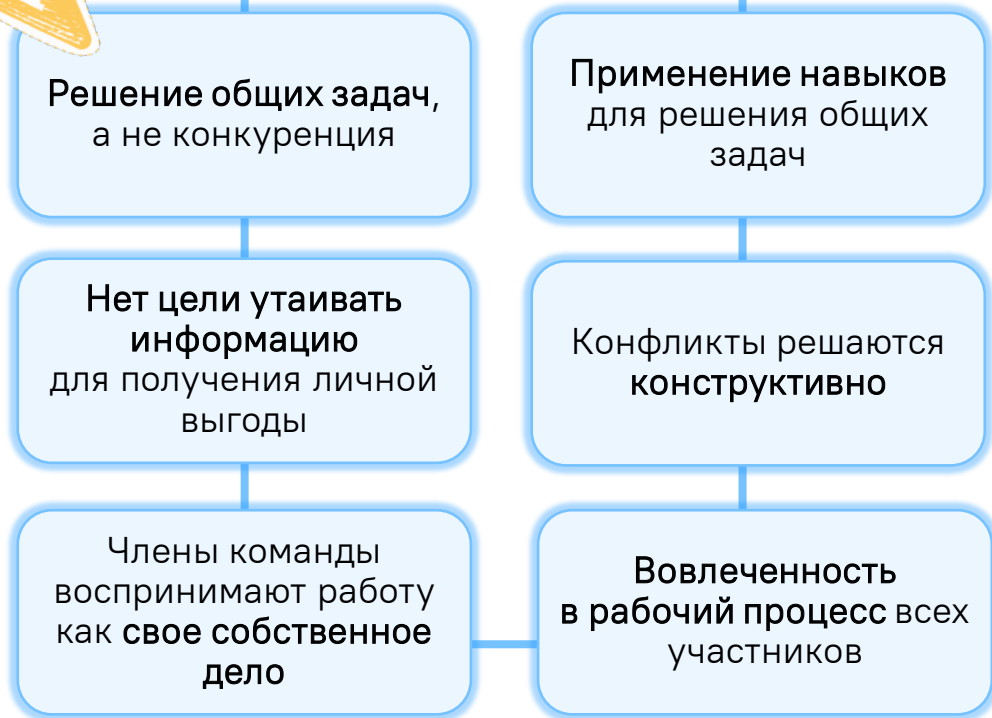 Решение общих задач,
а не конкуренция
Нет цели утаивать
информацию
для получения личной
выгоды
Члены команды
воспринимают работу
как свое собственное
дело
Применение навыков
для решения общих
задач
Конфликты решаются
конструктивно
Вовлеченность
в рабочий процесс всех
участников